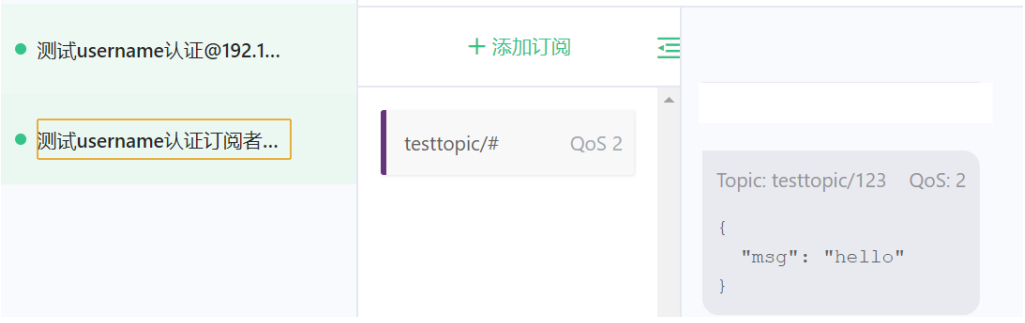 测试username认证@192.1...
测试username认证订阅者...
+ 添加订阅
testtopic/# QoS 2
Topic: testtopic/123 QoS: 2
{
"msg": "hello"
}